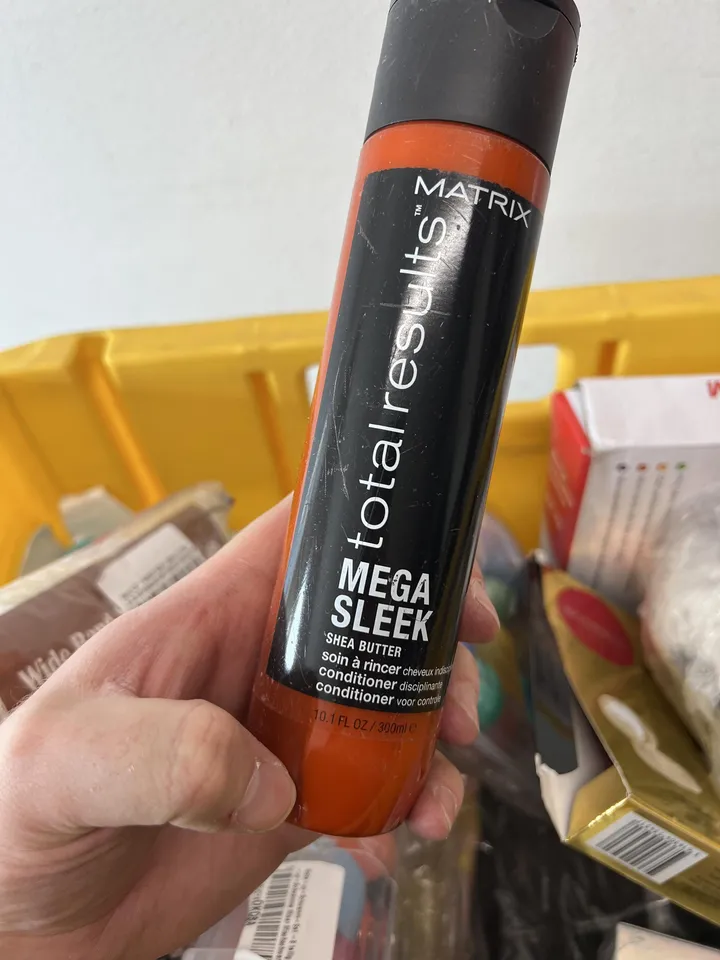 MATRIX
total results™
MEGA
SLEEK
SHEA BUTTER
soin à rincer cheveux
conditioner disciplinante
conditioner voor controle
10.1 FL OZ / 300ml ℮
Wide Band